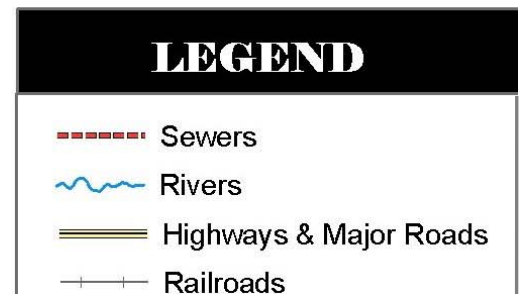 LEGEND
Sewers
Rivers
Highways & Major Roads
Railroads